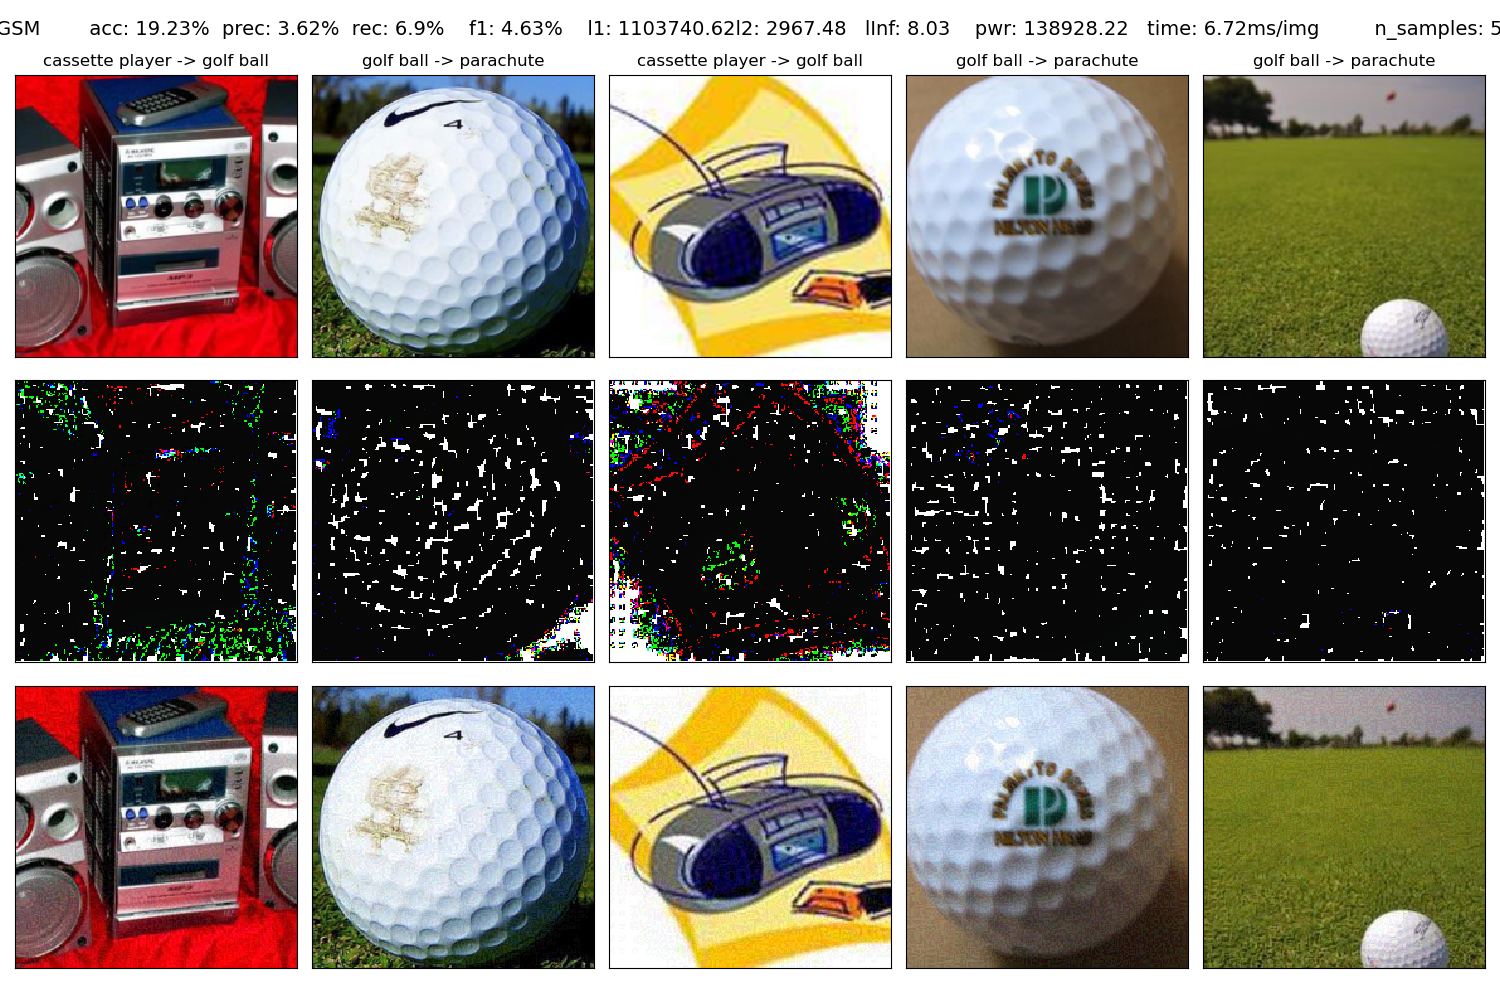 GSM acc: 19.23% prec: 3.62% rec: 6.9% f1: 4.63% l1: 1103740.62l2: 2967.48 lInf: 8.03 pwr: 138928.22 time: 6.72ms/img n_samples: 5
cassette player -> golf ball
golf ball -> parachute
cassette player -> golf ball
golf ball -> parachute
golf ball -> parachute
4
P
4
P